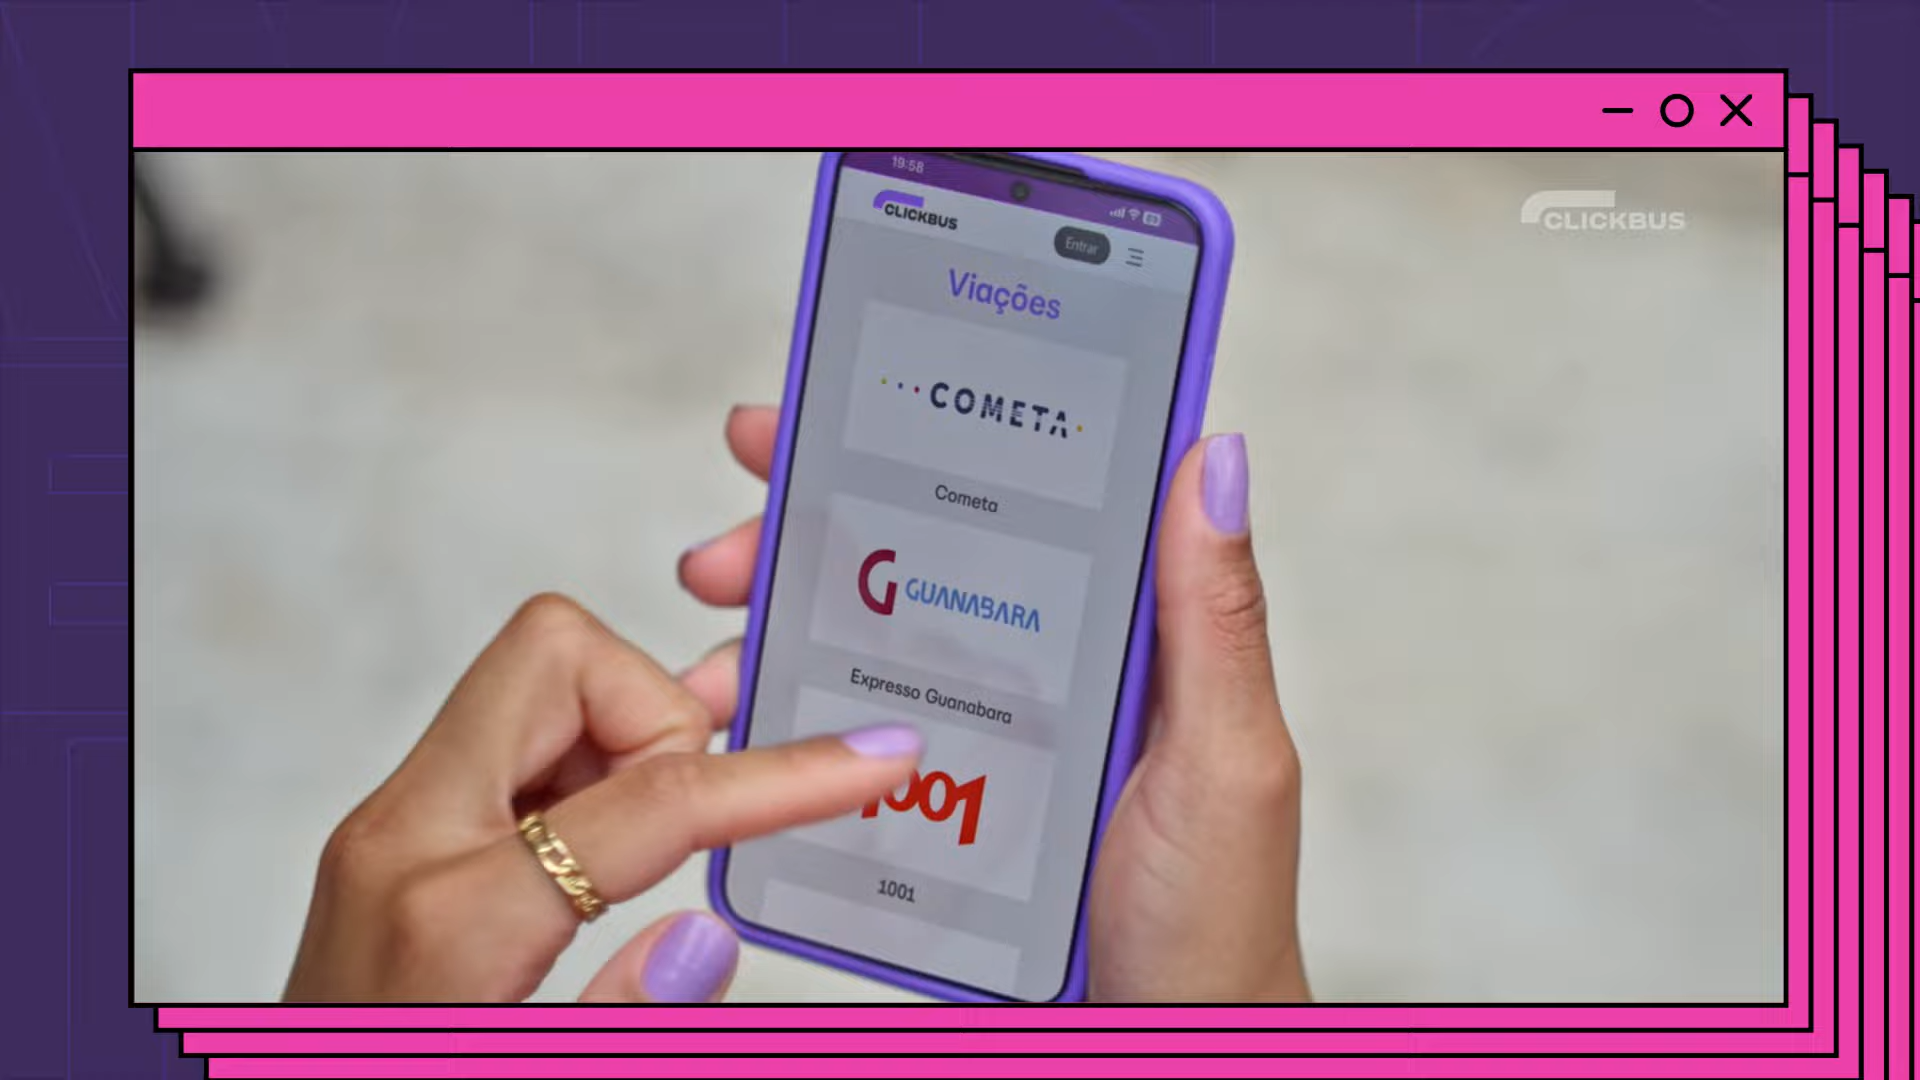 19:58
CLICKBUS
Entrar
CLICKBUS
Viações
COMETA
Cometa
GUANABARA
Expresso Guanabara
1001
1001